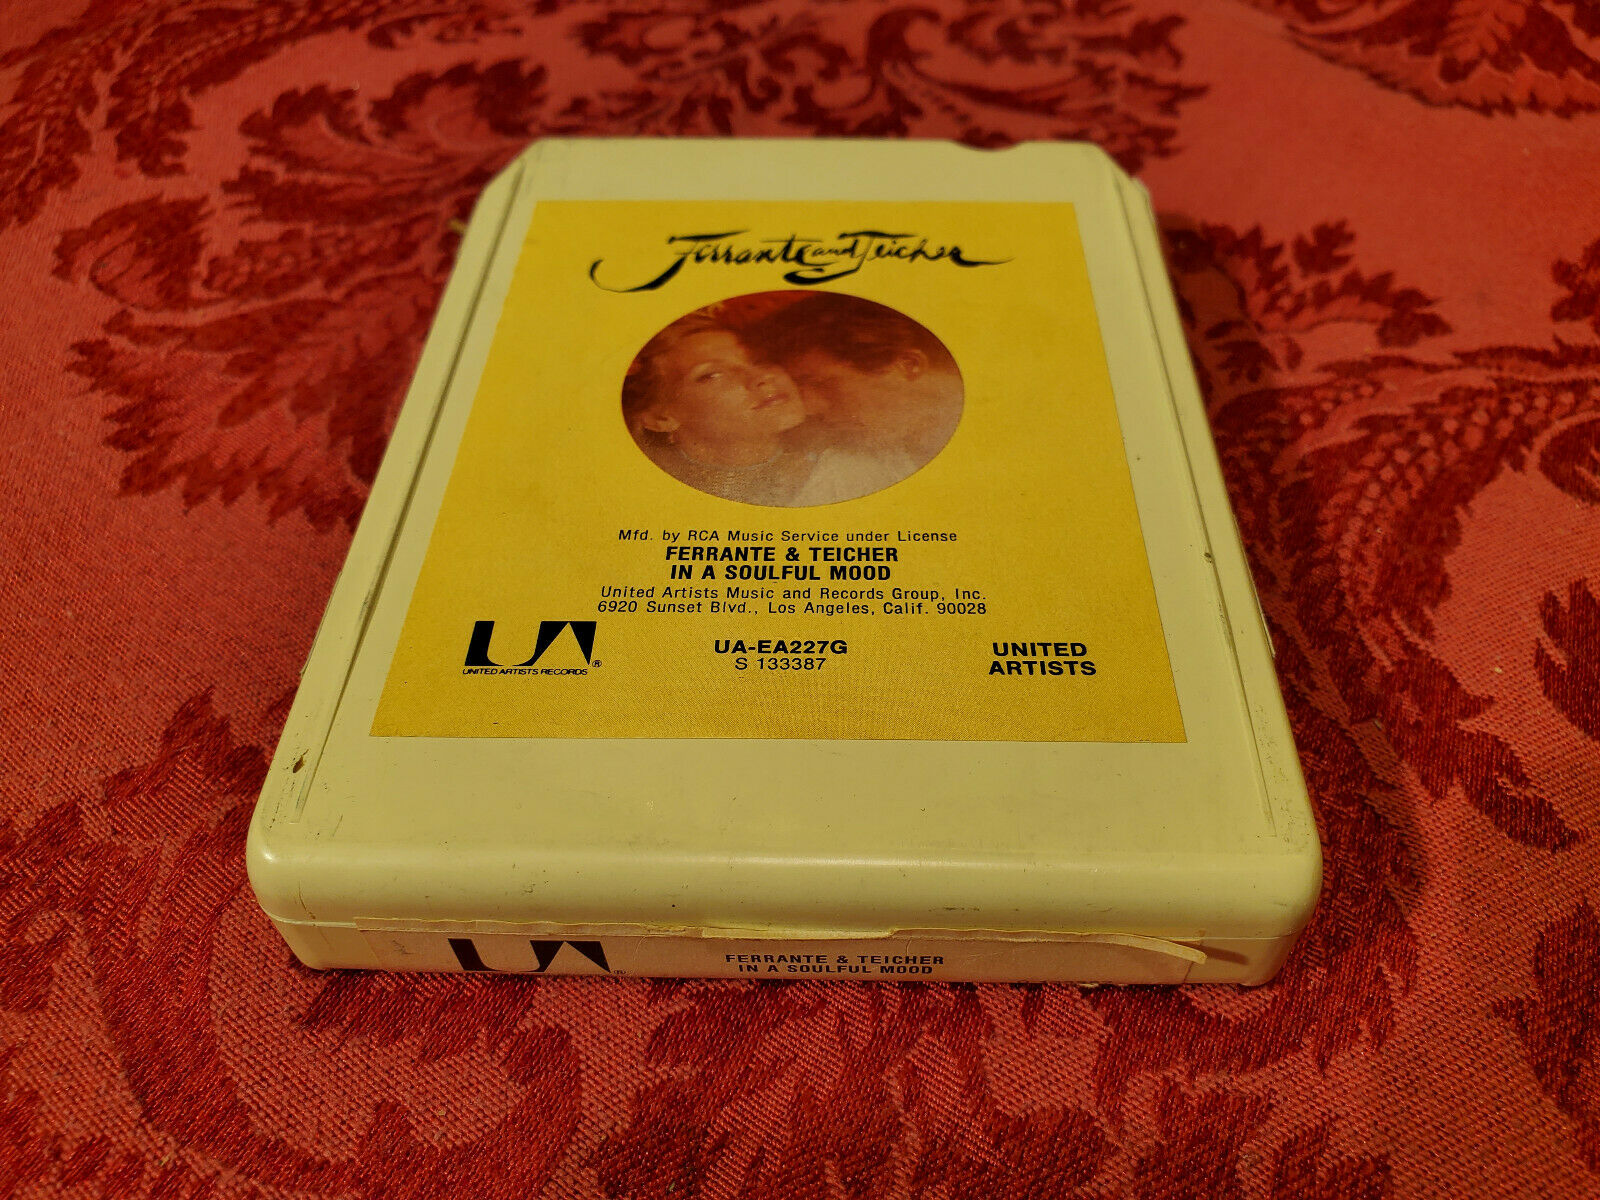 Ferrante and Teicher
Mfd. by RCA Music Service under License
FERRANTE & TEICHER
IN A SOULFUL MOOD
United Artists Music and Records Group, Inc.
6920 Sunset Blvd., Los Angeles, Calif. 90028
UA
UNITED ARTISTS RECORDS ®
UA-EA227G
S 133387
UNITED
ARTISTS
UA ®
FERRANTE & TEICHER
IN A SOULFUL MOOD